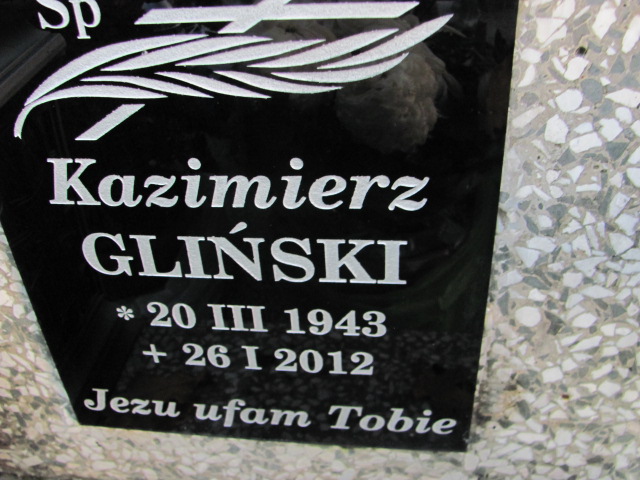 Sp
Kazimierz
GLIŃSKI
* 20 III 1943
+ 26 I 2012
Jezu ufam Tobie